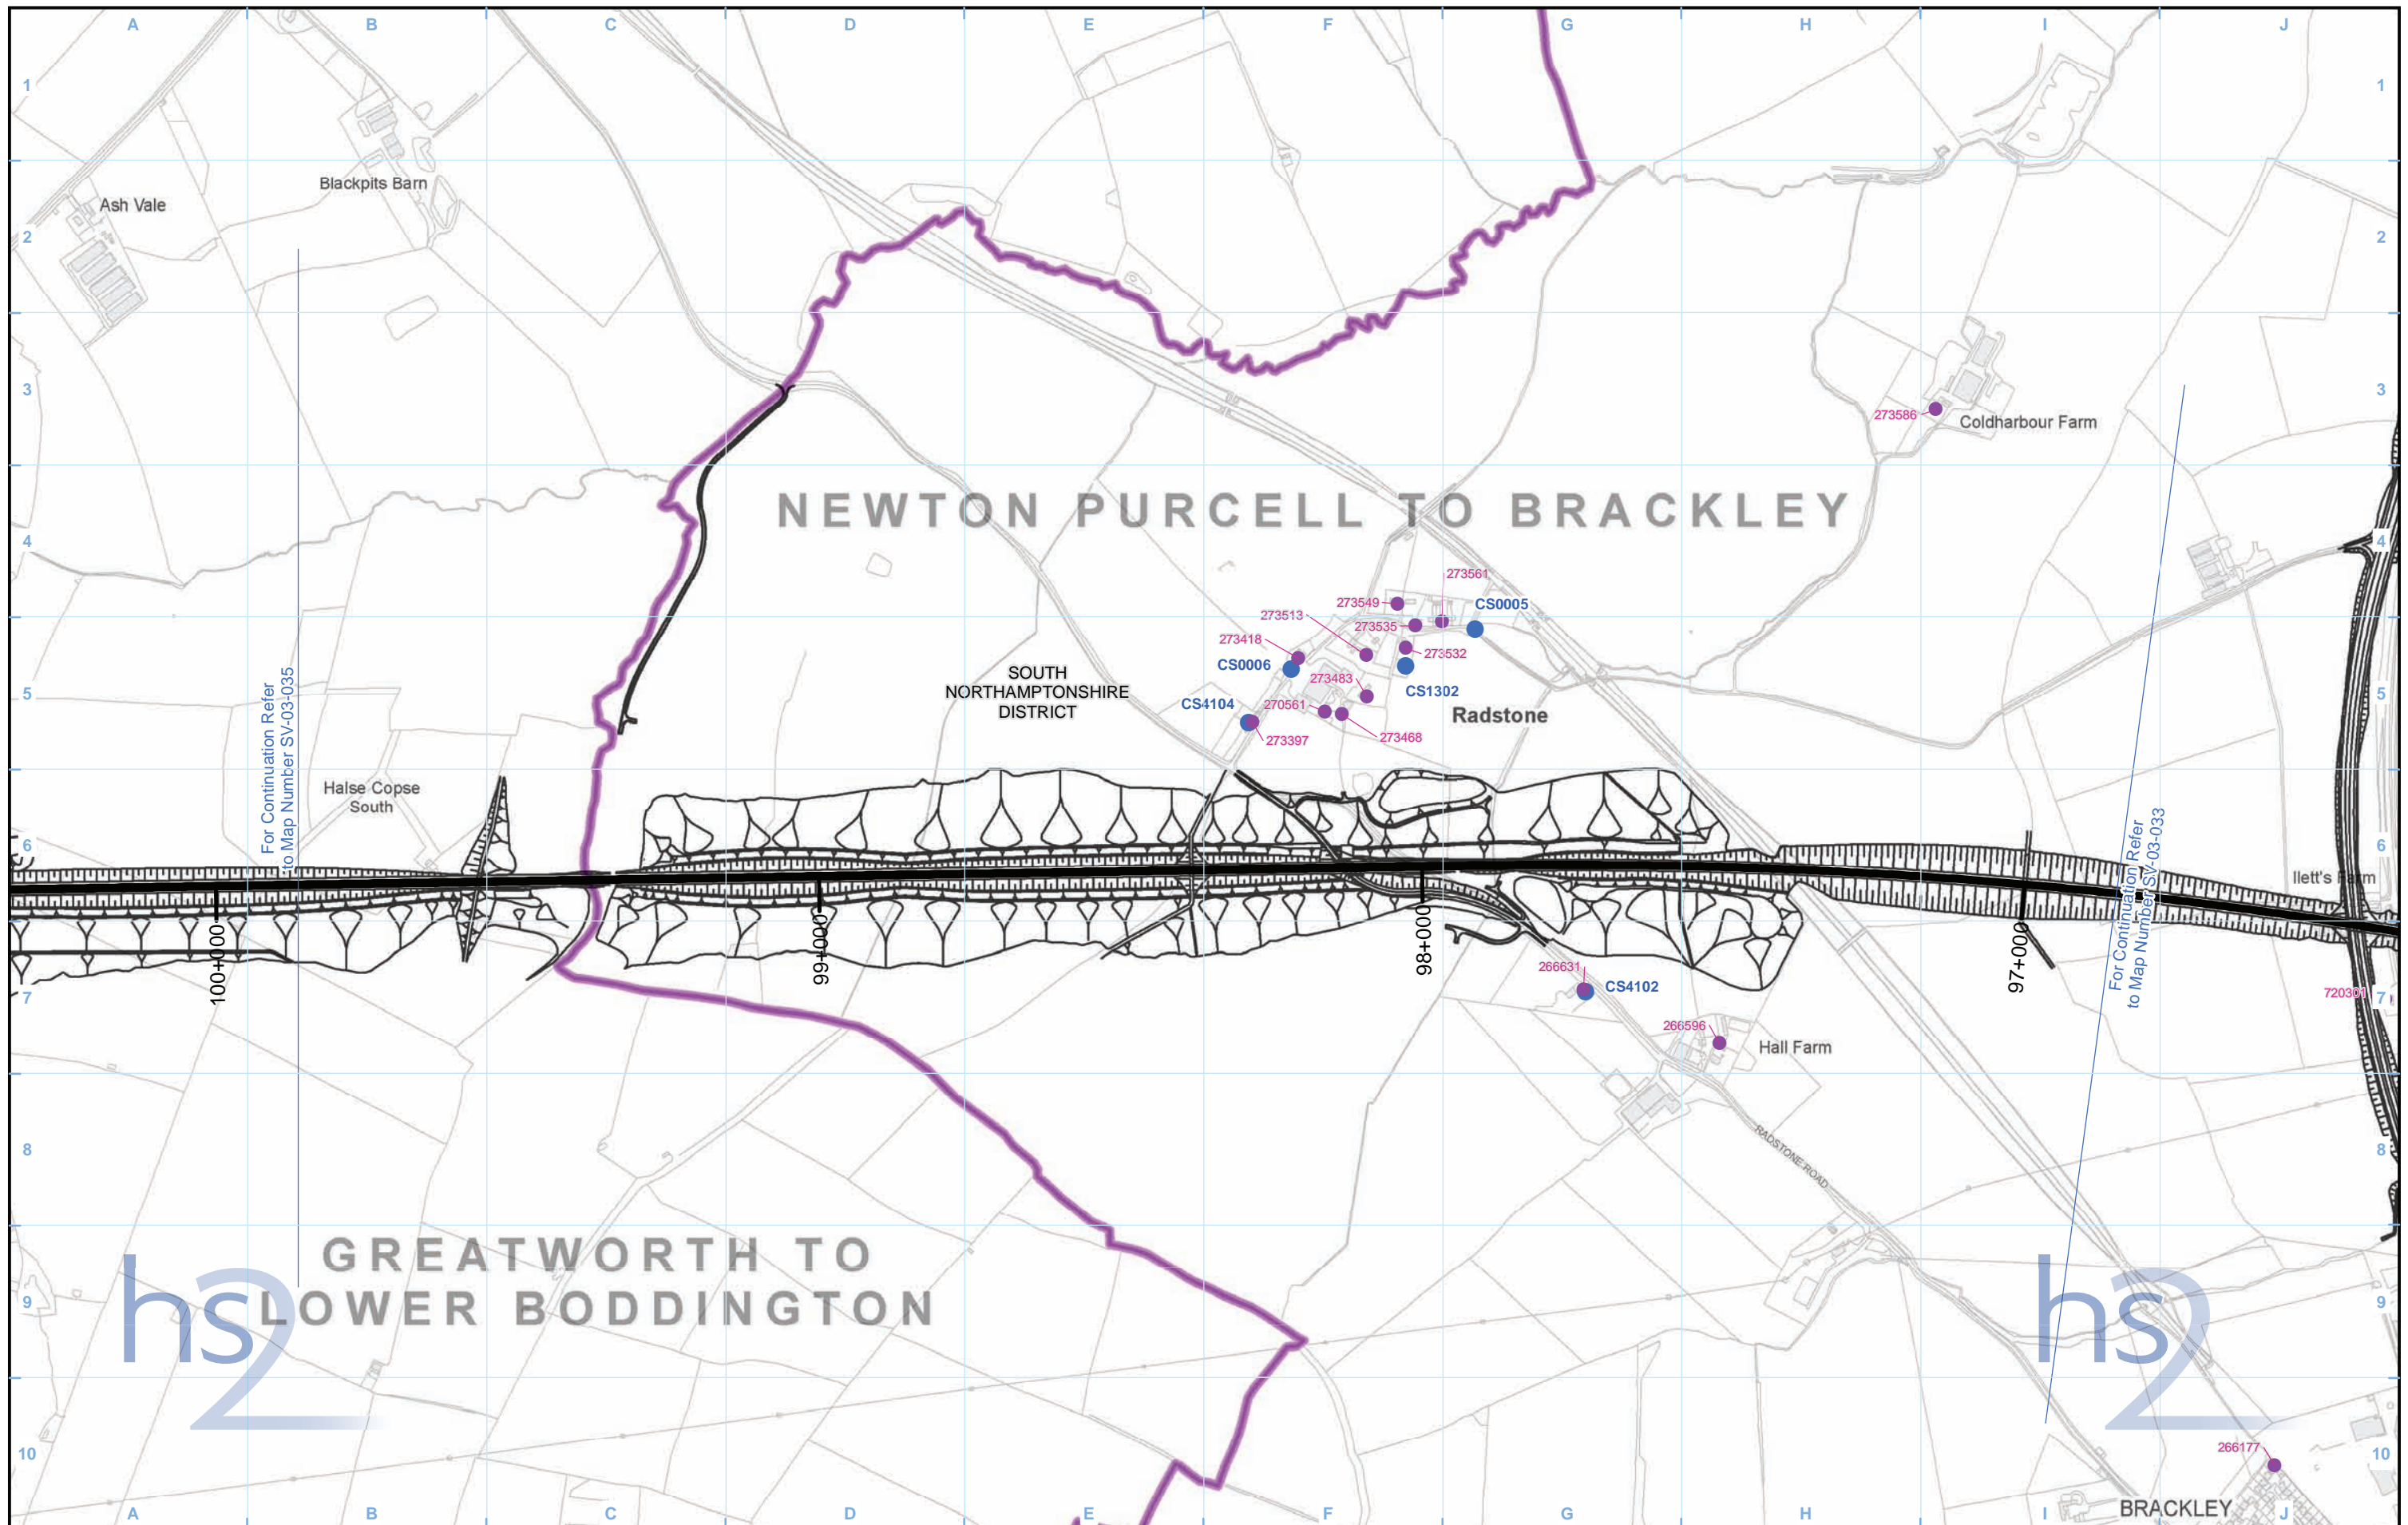 A B C D E F G H I J
1 1
Blackpits Barn
Ash Vale
2 2
3 3
273586
Coldharbour Farm
NEWTON PURCELL TO BRACKLEY
4 4
273561
273549
CS0005
273513
273535
273418
273532
CS0006
SOUTH
NORTHAMPTONSHIRE
DISTRICT
273483
CS1302
5 5
CS4104
270561
Radstone
273468
273397
For Continuation Refer
to Map Number SV-03-035
Halse Copse
South
6 6
For Continuation Refer
to Map Number SV-03-033
Ilett's Farm
100+000
99+000
98+000
97+000
266631
CS4102
7 7
720301
266596
Hall Farm
8 8
RADSTONE ROAD
GREATWORTH TO
LOWER BODDINGTON
9 9
hs2
hs2
10 10
266177
BRACKLEY
A B C D E F G H I J